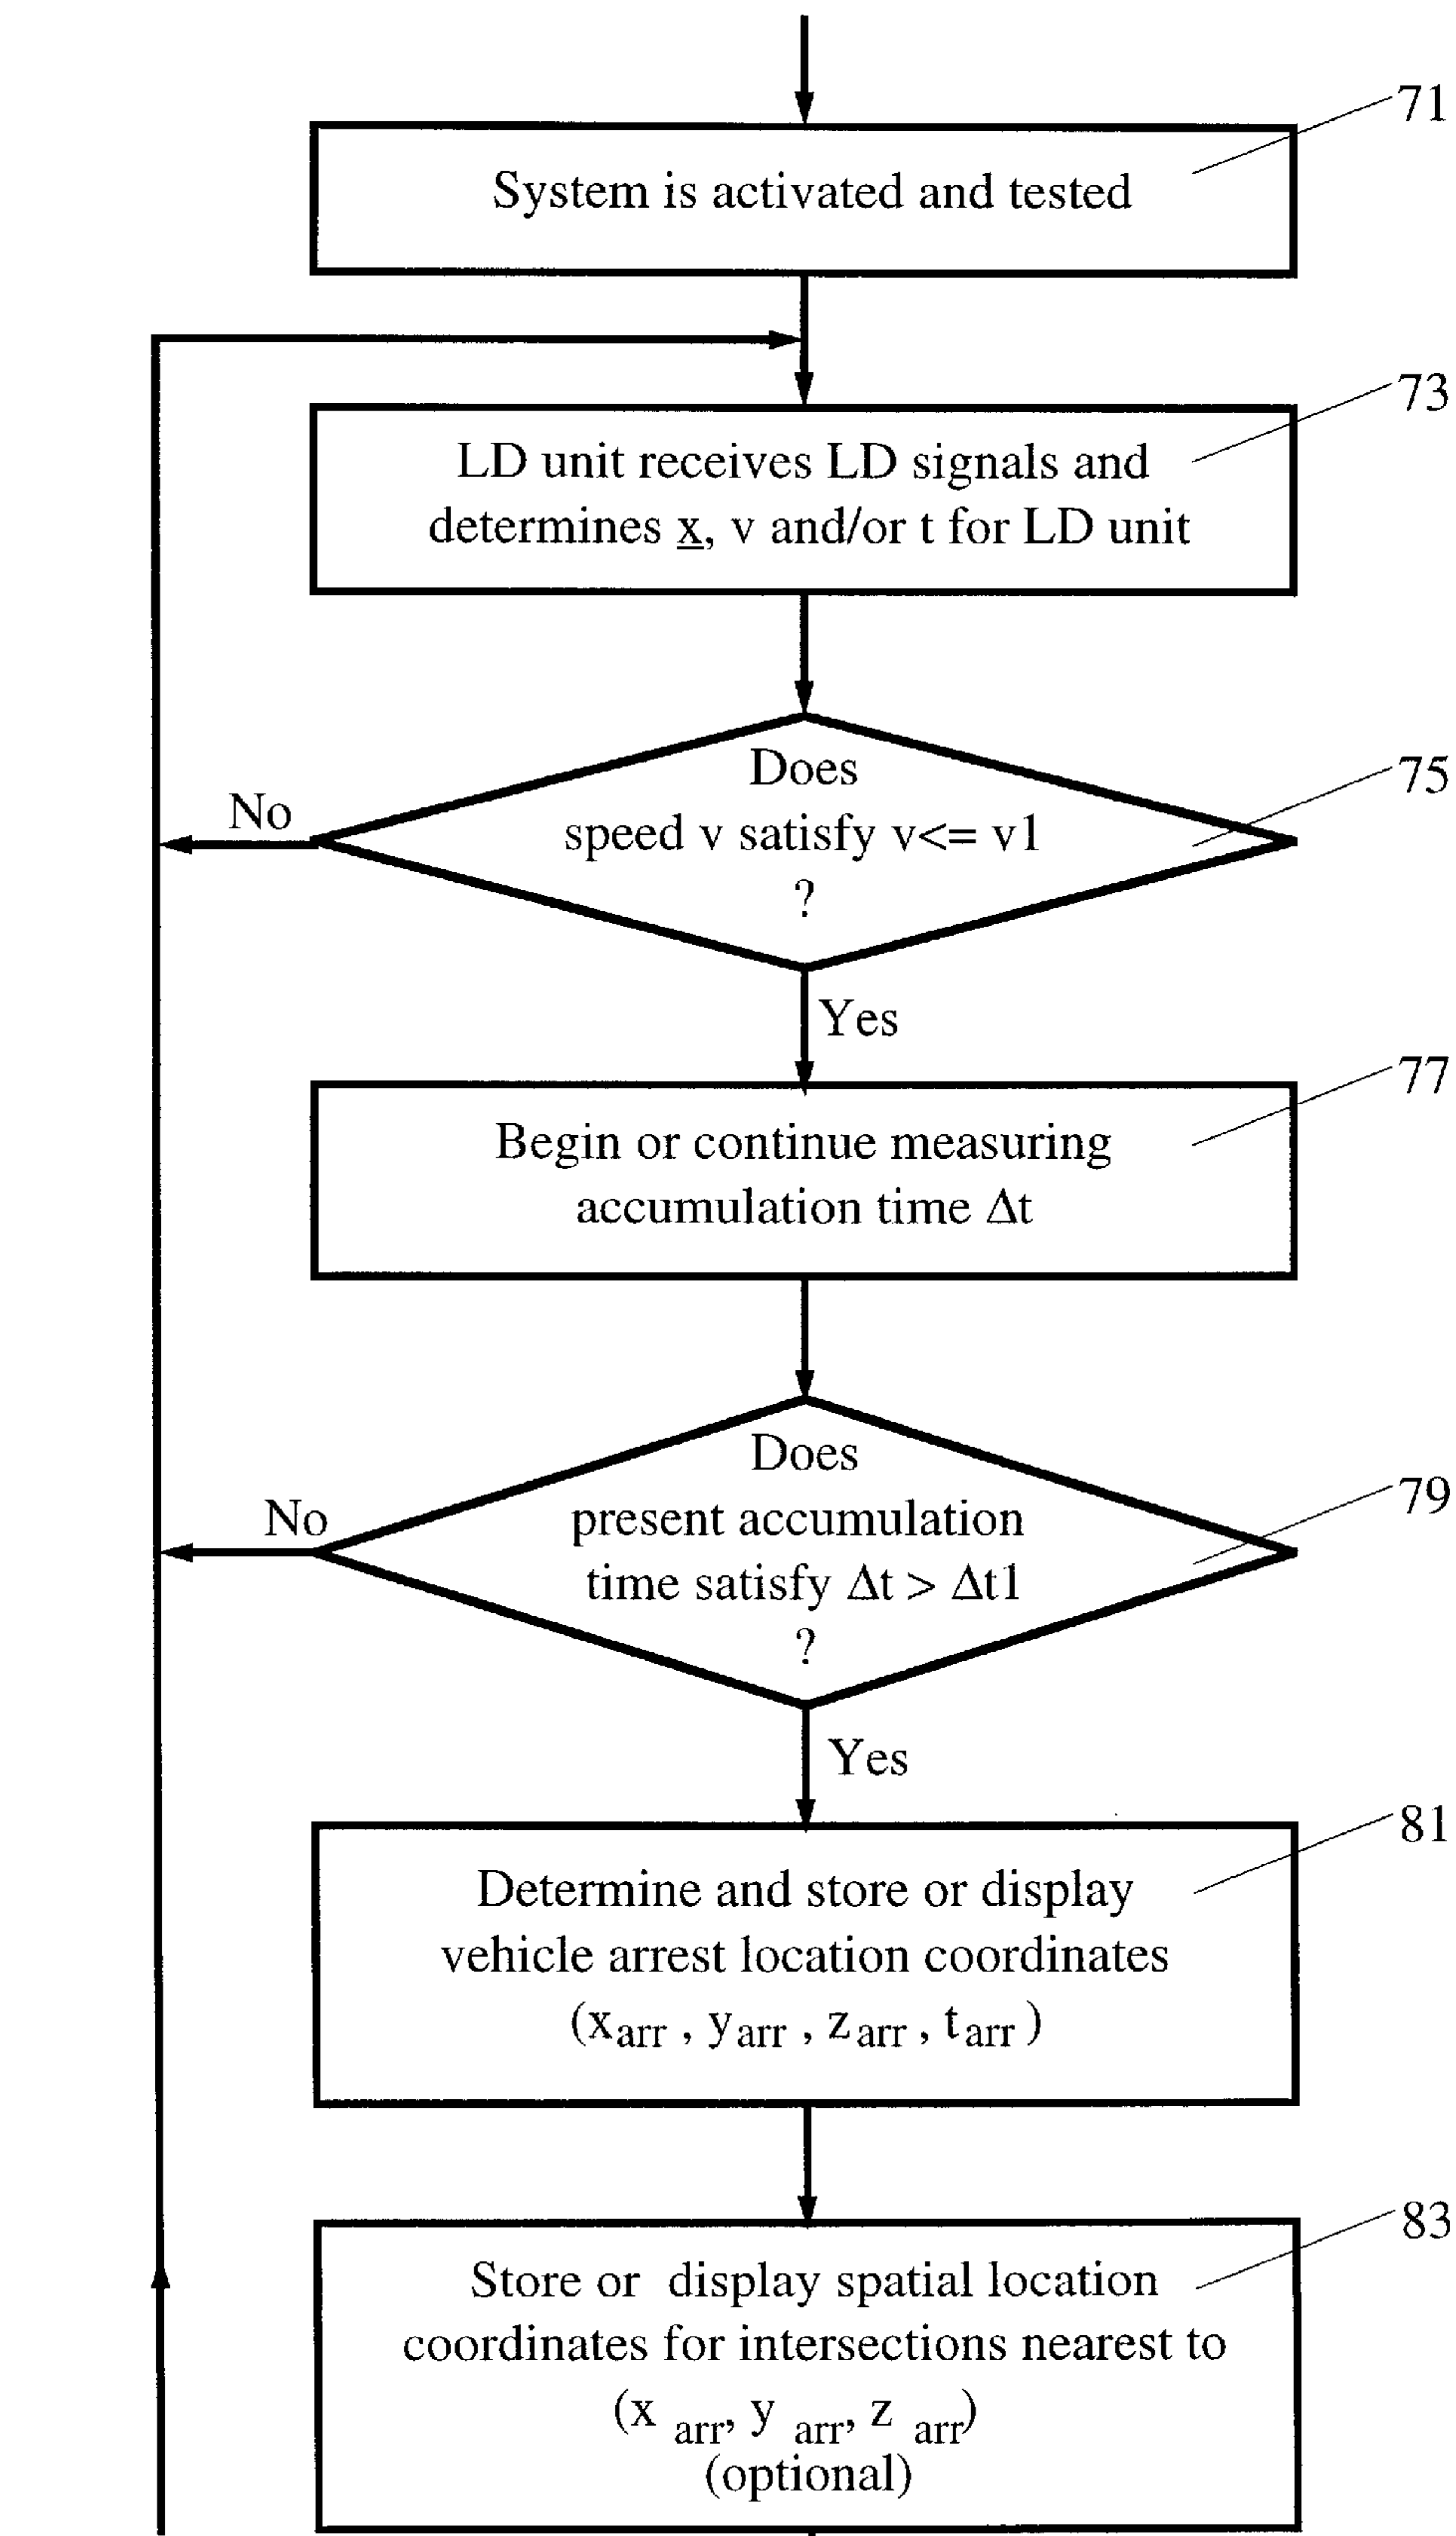 71
System is activated and tested
73
LD unit receives LD signals and
determines x, v and/or t for LD unit
75
Does
speed v satisfy v<= v1
?
No
Yes
77
Begin or continue measuring
accumulation time Δt
79
Does
present accumulation
time satisfy Δt > Δt1
?
No
Yes
81
Determine and store or display
vehicle arrest location coordinates
(xarr , yarr , zarr , tarr )
83
Store or display spatial location
coordinates for intersections nearest to
(x arr, y arr, z arr)
(optional)